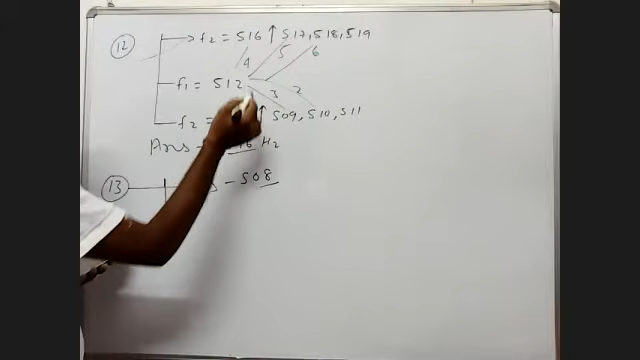 12 → f2 = 516 ↑ 517, 518, 519
4 5 6
f1 = 512
3 2
f2 = ↑ 509, 510, 511
Ans - Hz
13 - 508